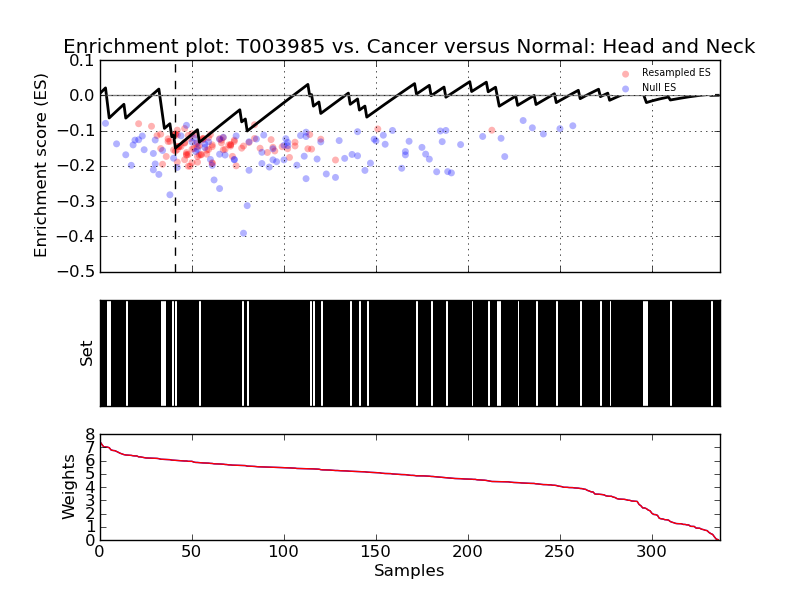 Enrichment plot: T003985 vs. Cancer versus Normal: Head and Neck
Enrichment score (ES)
0.1
0.0
−0.1
−0.2
−0.3
−0.4
−0.5
Resampled ES
Null ES
Set
Weights
8
7
6
5
4
3
2
1
0
0 50 100 150 200 250 300
Samples